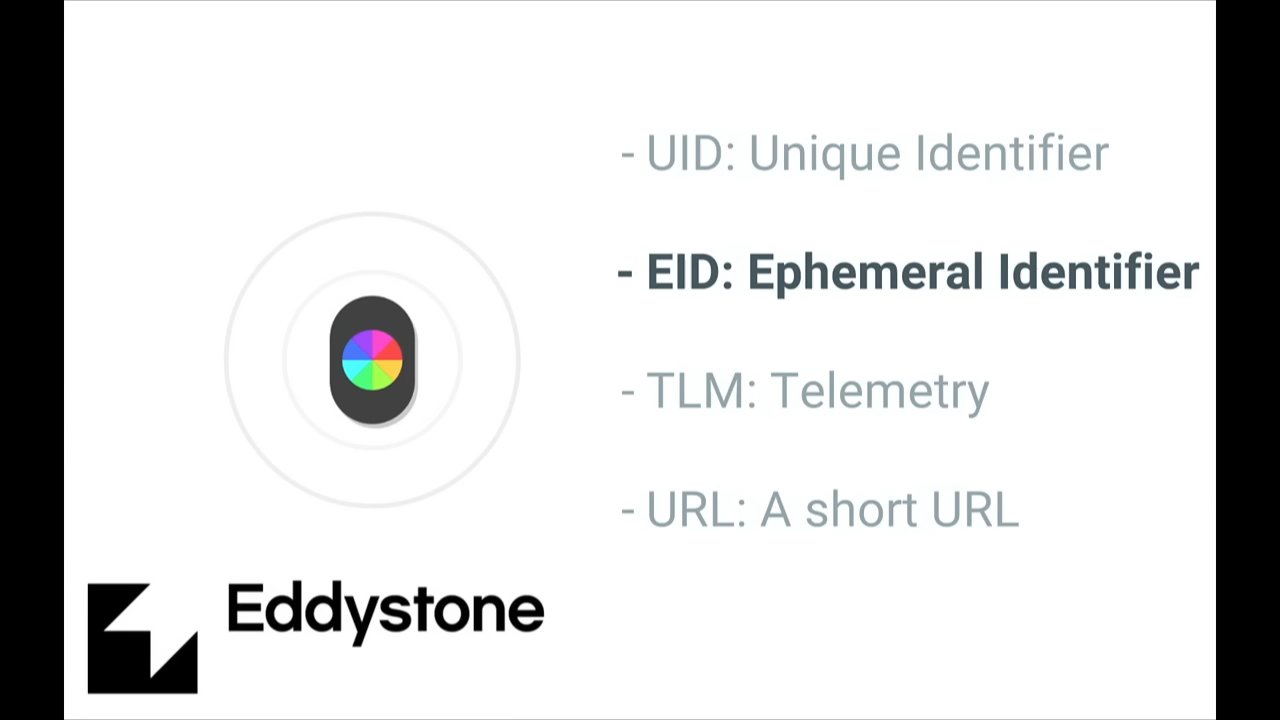 - UID: Unique Identifier
- EID: Ephemeral Identifier
- TLM: Telemetry
- URL: A short URL
Eddystone